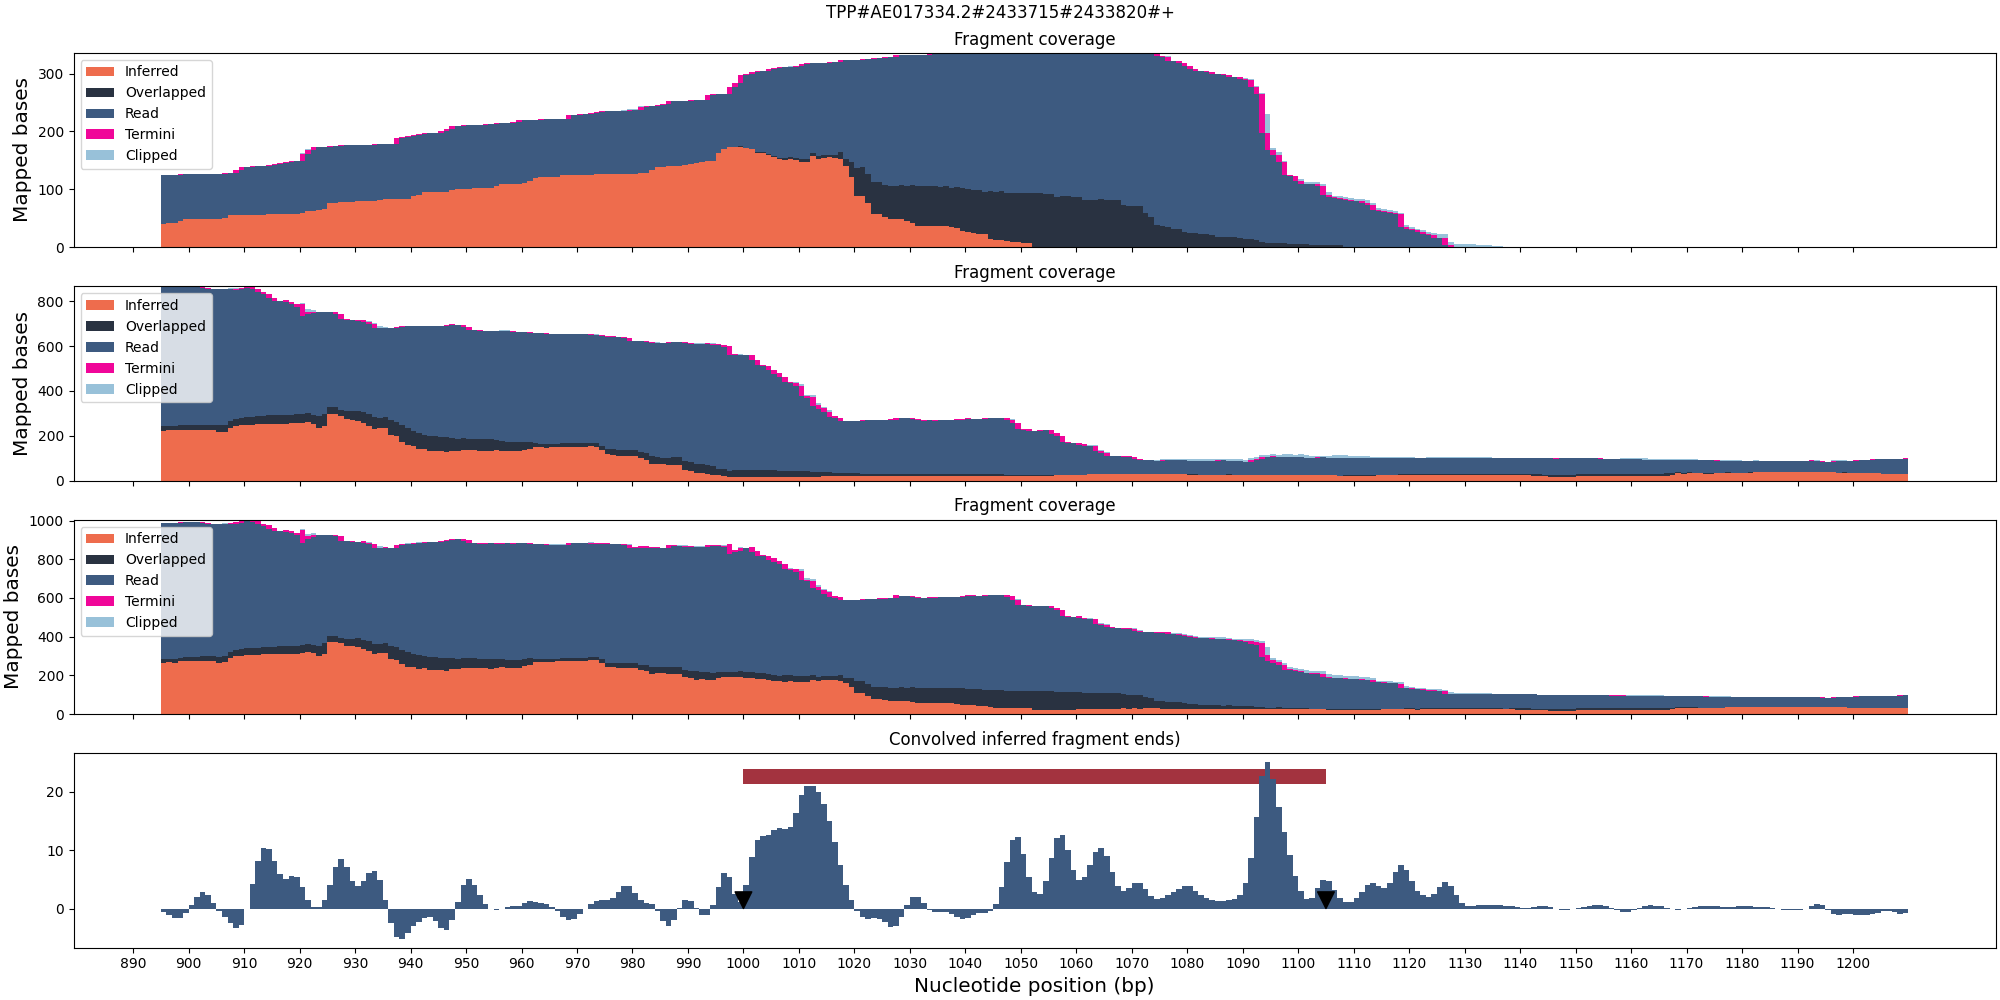 TPP#AE017334.2#2433715#2433820#+
Fragment coverage
Mapped bases
300
200
100
0
Inferred
Overlapped
Read
Termini
Clipped
Fragment coverage
Mapped bases
800
600
400
200
0
Inferred
Overlapped
Read
Termini
Clipped
Fragment coverage
Mapped bases
1000
800
600
400
200
0
Inferred
Overlapped
Read
Termini
Clipped
Convolved inferred fragment ends)
20
10
0
890 900 910 920 930 940 950 960 970 980 990 1000 1010 1020 1030 1040 1050 1060 1070 1080 1090 1100 1110 1120 1130 1140 1150 1160 1170 1180 1190 1200
Nucleotide position (bp)